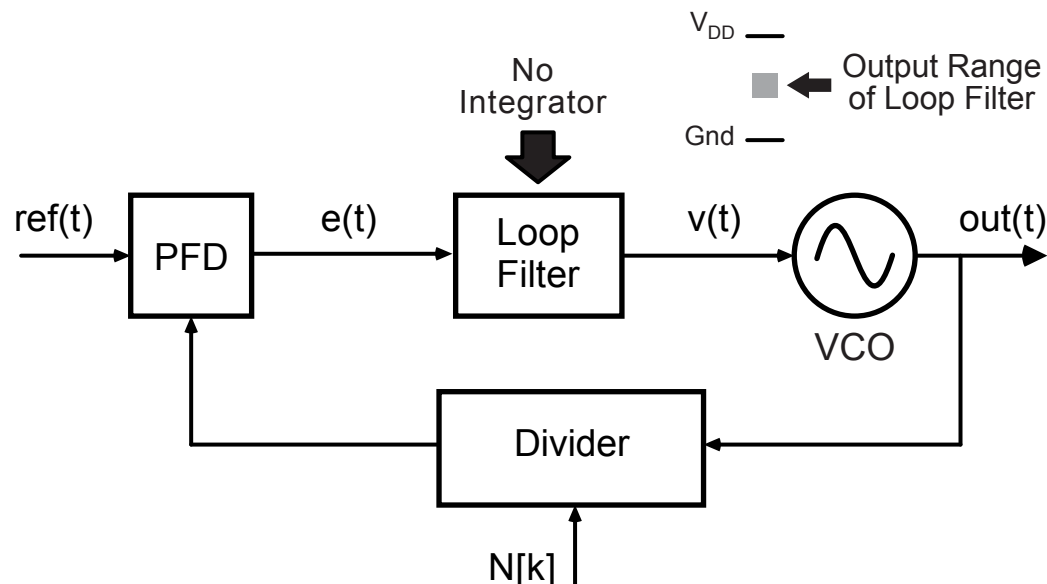 V_DD
No
Integrator
Output Range
of Loop Filter
Gnd
ref(t)
PFD
e(t)
Loop
Filter
v(t)
out(t)
VCO
Divider
N[k]